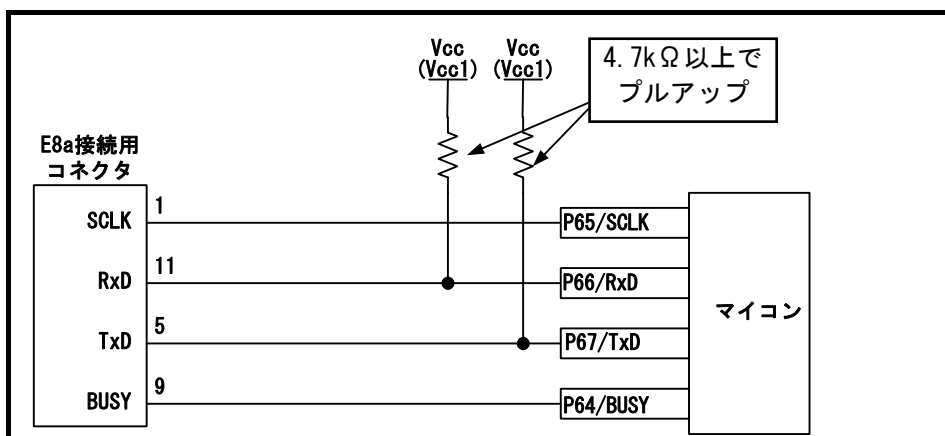 Vcc
(Vcc1)
Vcc
(Vcc1)
4.7kΩ以上で
プルアップ
E8a接続用
コネクタ
SCLK
1
P65/SCLK
RxD
11
P66/RxD
マイコン
TxD
5
P67/TxD
BUSY
9
P64/BUSY